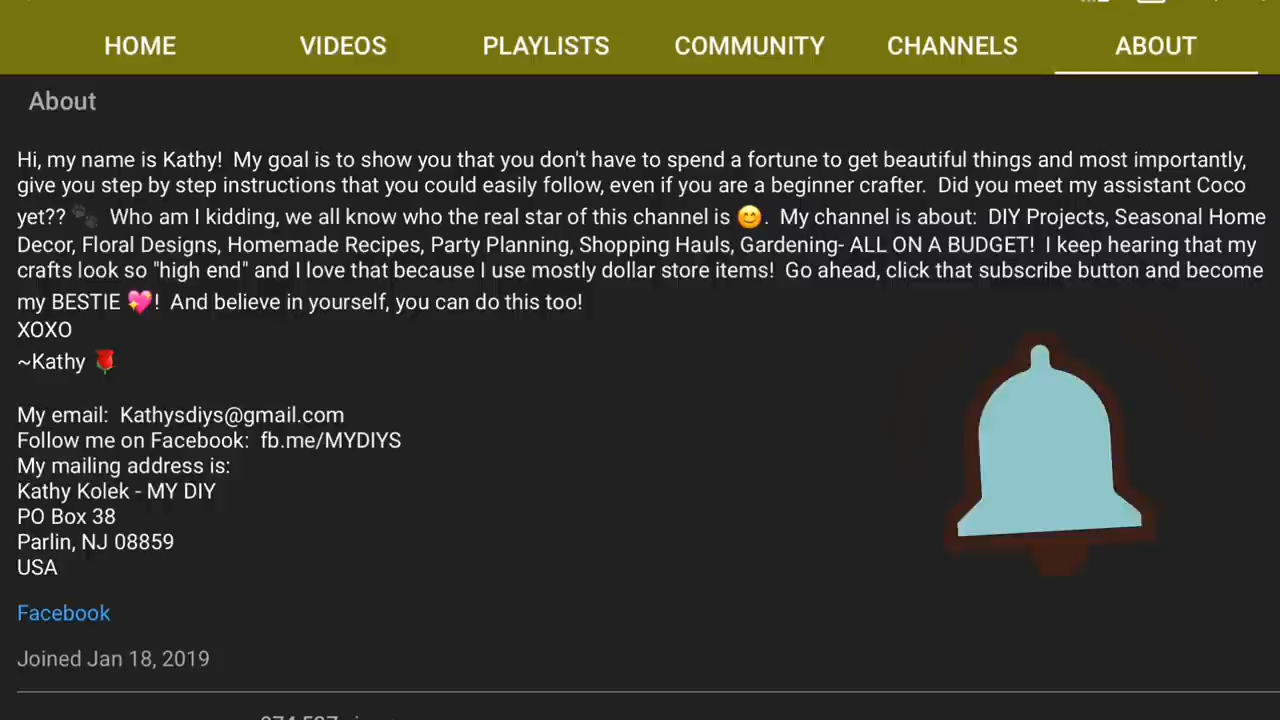 HOME VIDEOS PLAYLISTS COMMUNITY CHANNELS ABOUT
About
Hi, my name is Kathy!  My goal is to show you that you don't have to spend a fortune to get beautiful things and most importantly,
give you step by step instructions that you could easily follow, even if you are a beginner crafter.  Did you meet my assistant Coco
yet?? 🐾  Who am I kidding, we all know who the real star of this channel is 😊.  My channel is about:  DIY Projects, Seasonal Home
Decor, Floral Designs, Homemade Recipes, Party Planning, Shopping Hauls, Gardening- ALL ON A BUDGET!  I keep hearing that my
crafts look so "high end" and I love that because I use mostly dollar store items!  Go ahead, click that subscribe button and become
my BESTIE 💖!  And believe in yourself, you can do this too!
XOXO
~Kathy 🌹
My email:  Kathysdiys@gmail.com
Follow me on Facebook:  fb.me/MYDIYS
My mailing address is:
Kathy Kolek - MY DIY
PO Box 38
Parlin, NJ 08859
USA
Facebook
Joined Jan 18, 2019